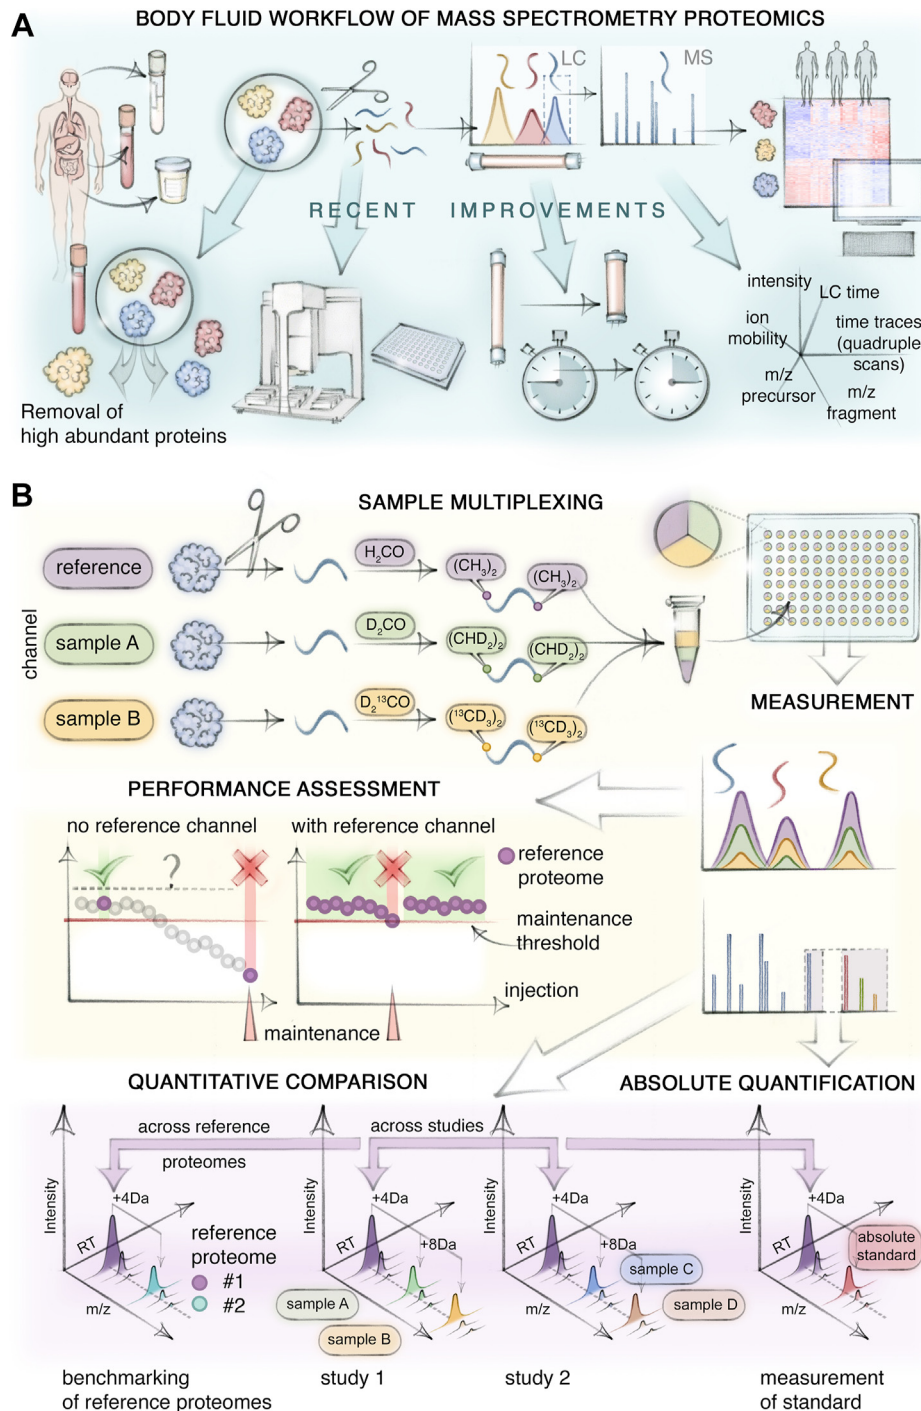 A
BODY FLUID WORKFLOW OF MASS SPECTROMETRY PROTEOMICS
LC
MS
RECENT IMPROVEMENTS
intensity
LC time
ion
mobility
time traces
(quadruple
scans)
m/z
precursor
m/z
fragment
Removal of
high abundant proteins
B
SAMPLE MULTIPLEXING
channel
reference
H₂CO
(CH₃)₂
(CH₃)₂
sample A
D₂CO
(CHD₂)₂
(CHD₂)₂
sample B
D₂¹³CO
(¹³CD₃)₂
(¹³CD₃)₂
MEASUREMENT
PERFORMANCE ASSESSMENT
no reference channel
with reference channel
?
reference
proteome
maintenance
threshold
injection
maintenance
QUANTITATIVE COMPARISON
ABSOLUTE QUANTIFICATION
across reference
proteomes
across studies
Intensity
+4Da
RT
m/z
reference
proteome
#1
#2
Intensity
+4Da
+8Da
RT
sample A
sample B
Intensity
+4Da
+8Da
RT
m/z
sample C
sample D
Intensity
+4Da
RT
m/z
absolute
standard
benchmarking
of reference proteomes
study 1
study 2
measurement
of standard